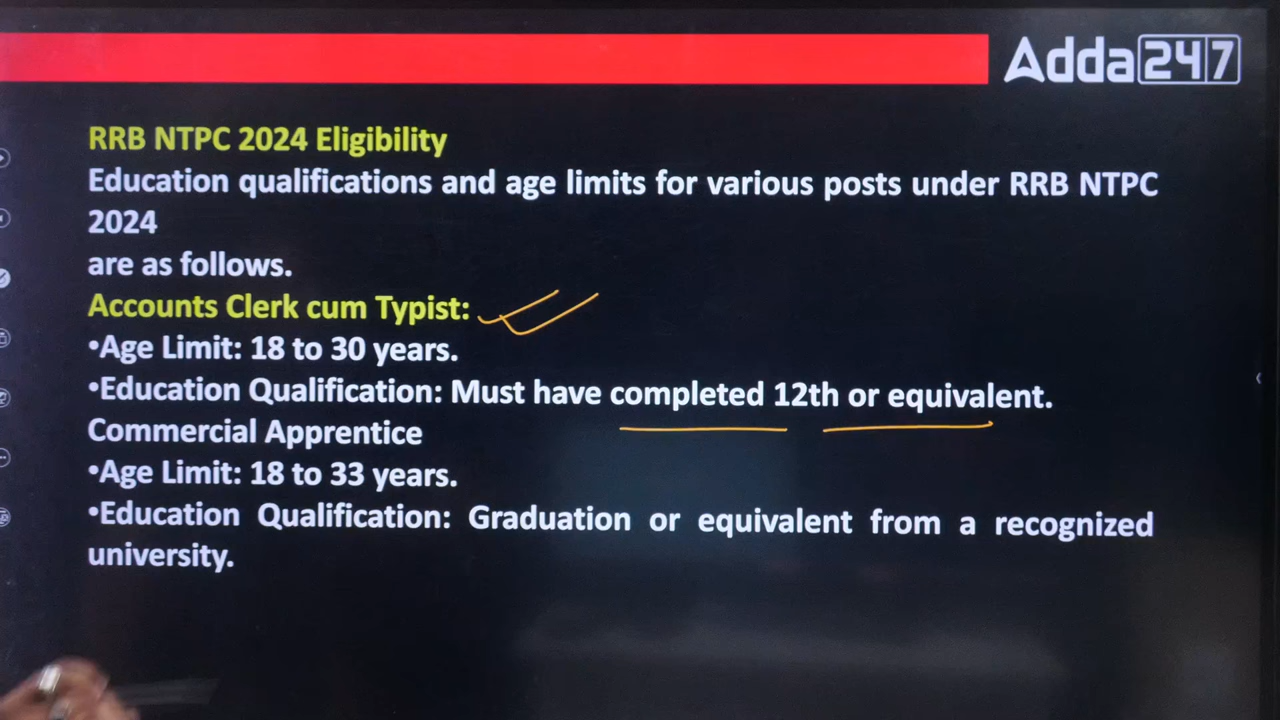 Adda247
RRB NTPC 2024 Eligibility
Education qualifications and age limits for various posts under RRB NTPC
2024
are as follows.
Accounts Clerk cum Typist:
•Age Limit: 18 to 30 years.
•Education Qualification: Must have completed 12th or equivalent.
Commercial Apprentice
•Age Limit: 18 to 33 years.
•Education Qualification: Graduation or equivalent from a recognized
university.